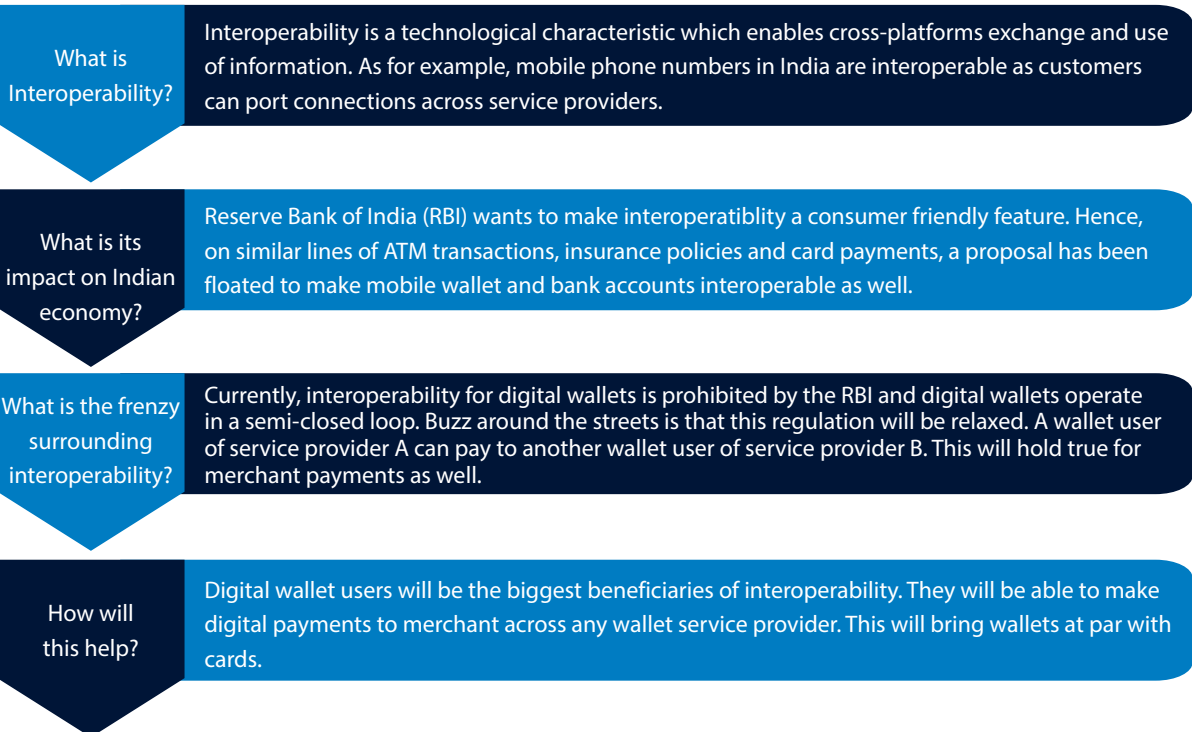 What is
Interoperability?
Interoperability is a technological characteristic which enables cross-platforms exchange and use
of information. As for example, mobile phone numbers in India are interoperable as customers
can port connections across service providers.
What is its
impact on Indian
economy?
Reserve Bank of India (RBI) wants to make interoperatiblity a consumer friendly feature. Hence,
on similar lines of ATM transactions, insurance policies and card payments, a proposal has been
floated to make mobile wallet and bank accounts interoperable as well.
What is the frenzy
surrounding
interoperability?
Currently, interoperability for digital wallets is prohibited by the RBI and digital wallets operate
in a semi-closed loop. Buzz around the streets is that this regulation will be relaxed. A wallet user
of service provider A can pay to another wallet user of service provider B. This will hold true for
merchant payments as well.
How will
this help?
Digital wallet users will be the biggest beneficiaries of interoperability. They will be able to make
digital payments to merchant across any wallet service provider. This will bring wallets at par with
cards.